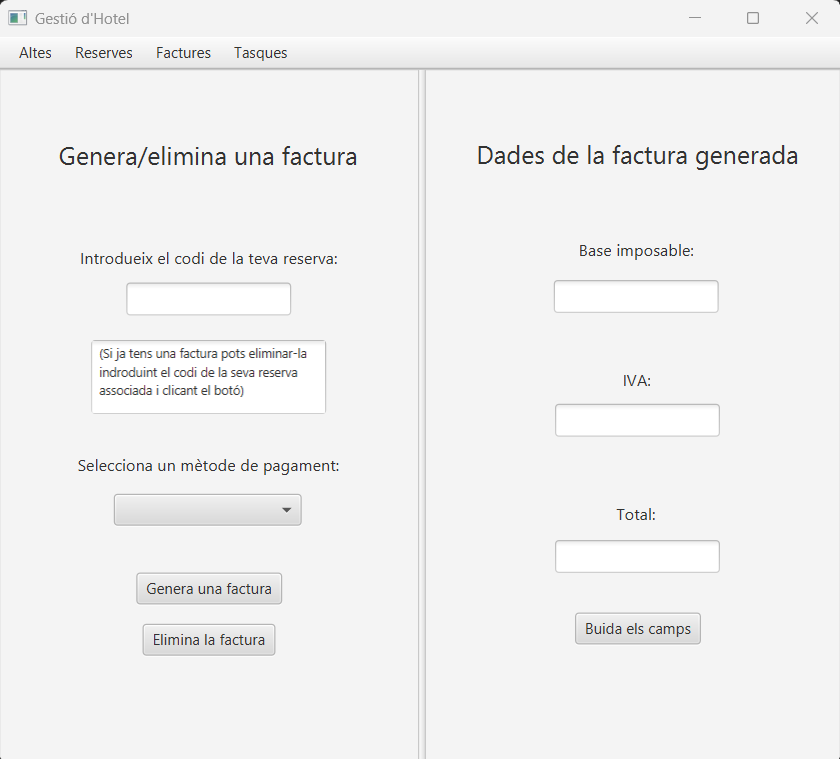 Gestió d'Hotel
Altes Reserves Factures Tasques
Genera/elimina una factura
Introdueix el codi de la teva reserva:
(Si ja tens una factura pots eliminar-la
indroduint el codi de la seva reserva
associada i clicant el botó)
Selecciona un mètode de pagament:
Genera una factura
Elimina la factura
Dades de la factura generada
Base imposable:
IVA:
Total:
Buida els camps